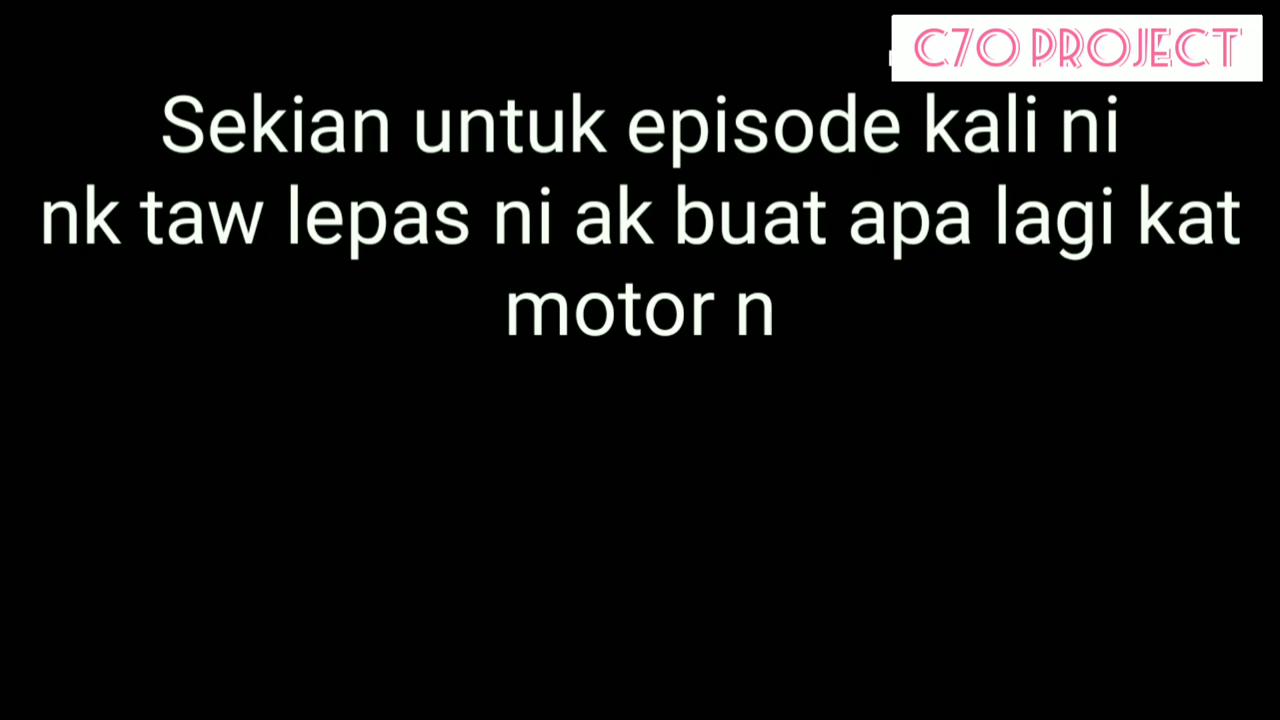 C70 PROJECT
Sekian untuk episode kali ni
nk taw lepas ni ak buat apa lagi kat
motor n